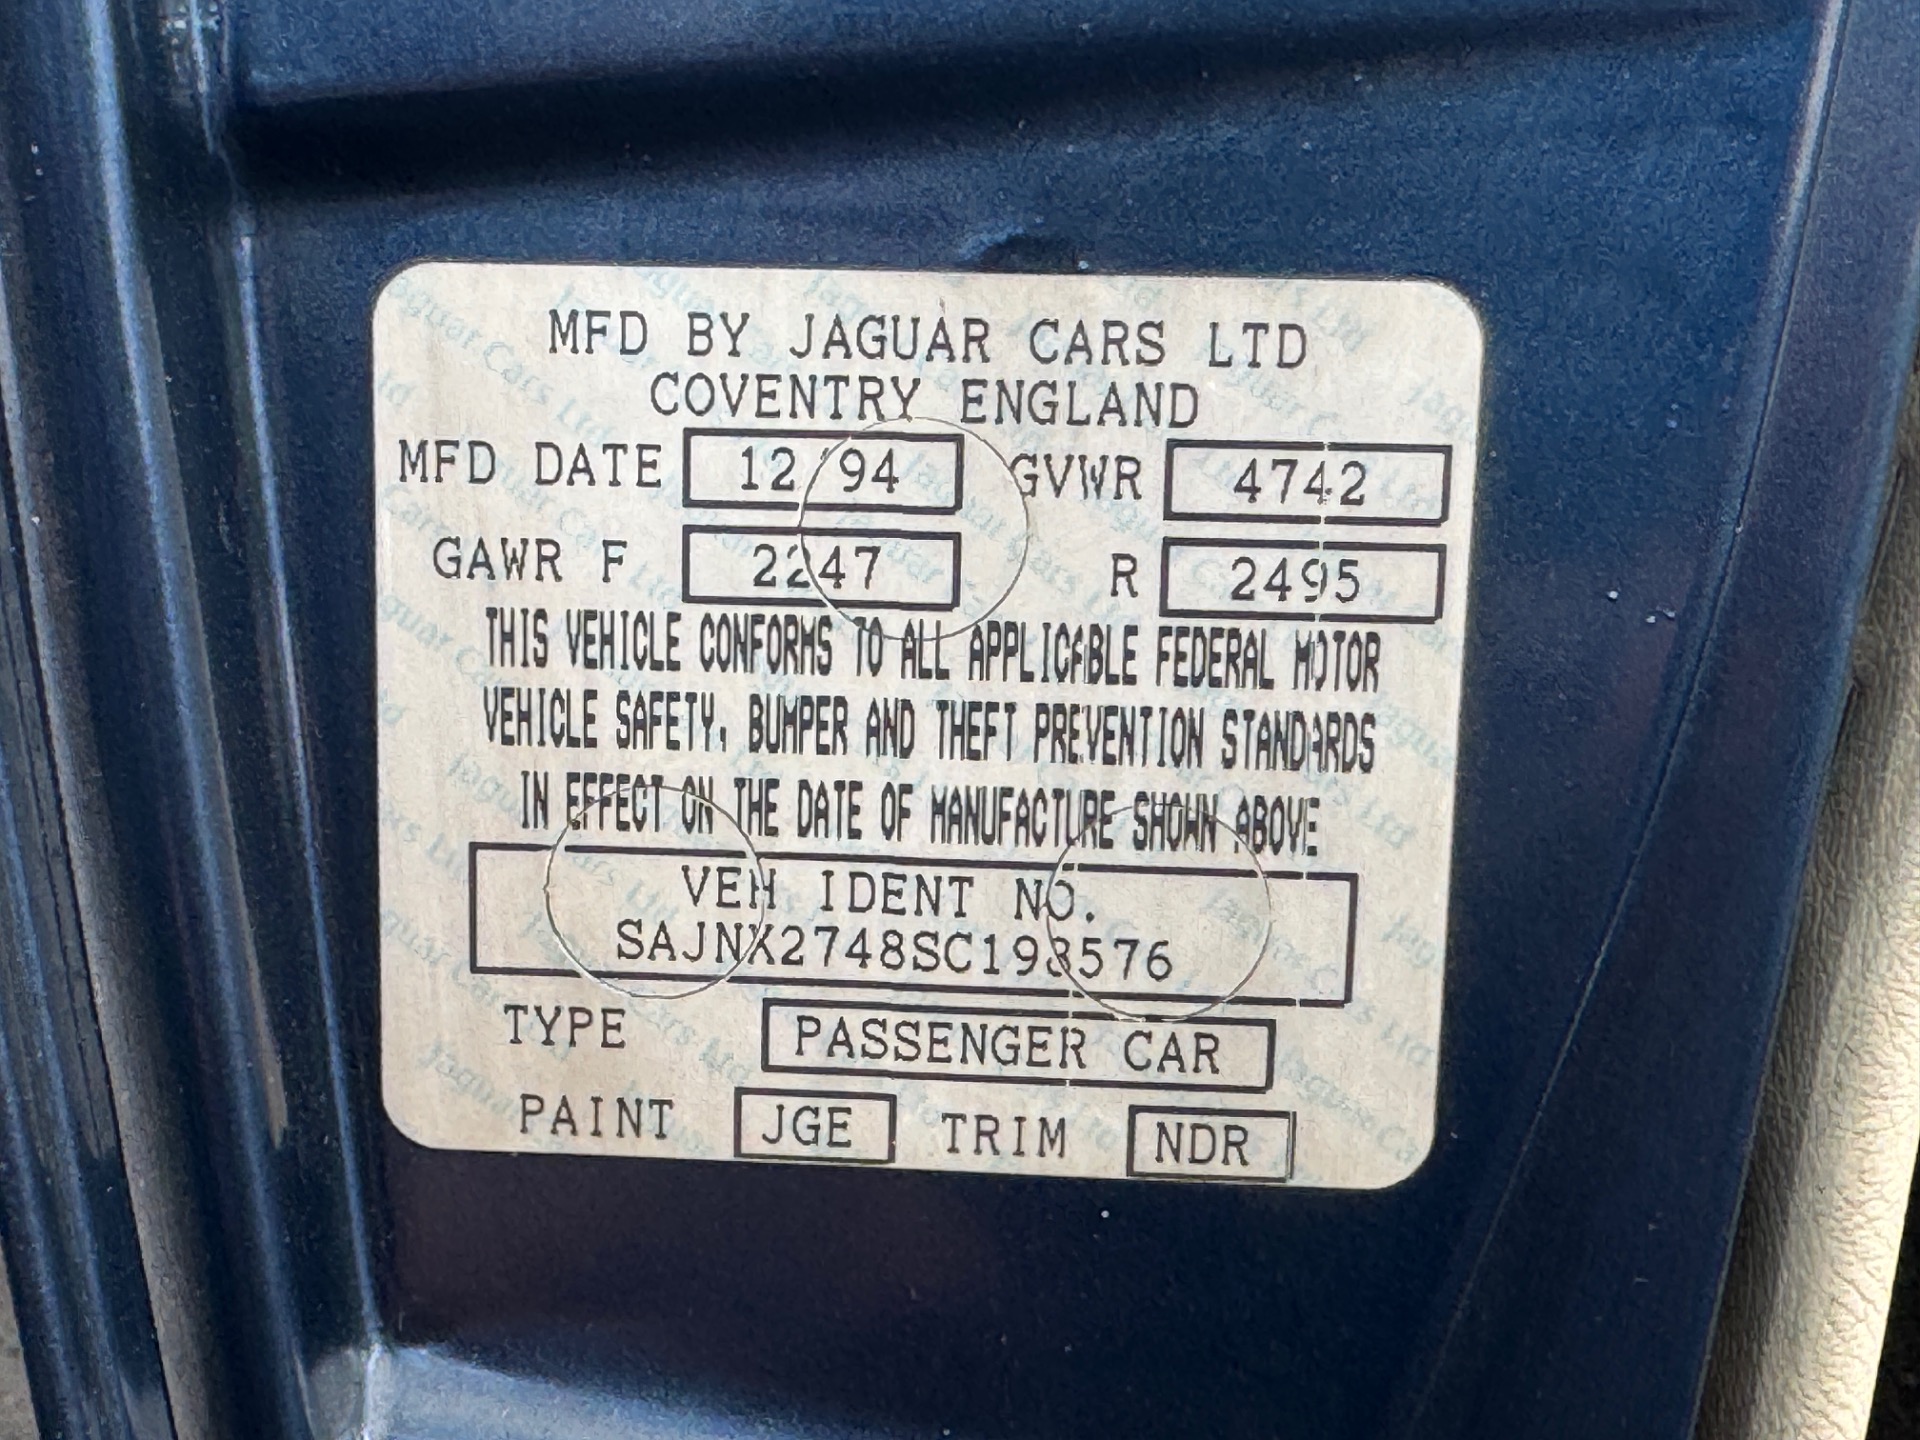 MFD BY JAGUAR CARS LTD
COVENTRY ENGLAND
MFD DATE 12 94 GVWR 4742
GAWR F 2247 R 2495
THIS VEHICLE CONFORMS TO ALL APPLICABLE FEDERAL MOTOR
VEHICLE SAFETY, BUMPER AND THEFT PREVENTION STANDARDS
IN EFFECT ON THE DATE OF MANUFACTURE SHOWN ABOVE
VEH IDENT NO.
SAJNX2748SC193576
TYPE PASSENGER CAR
PAINT JGE TRIM NDR